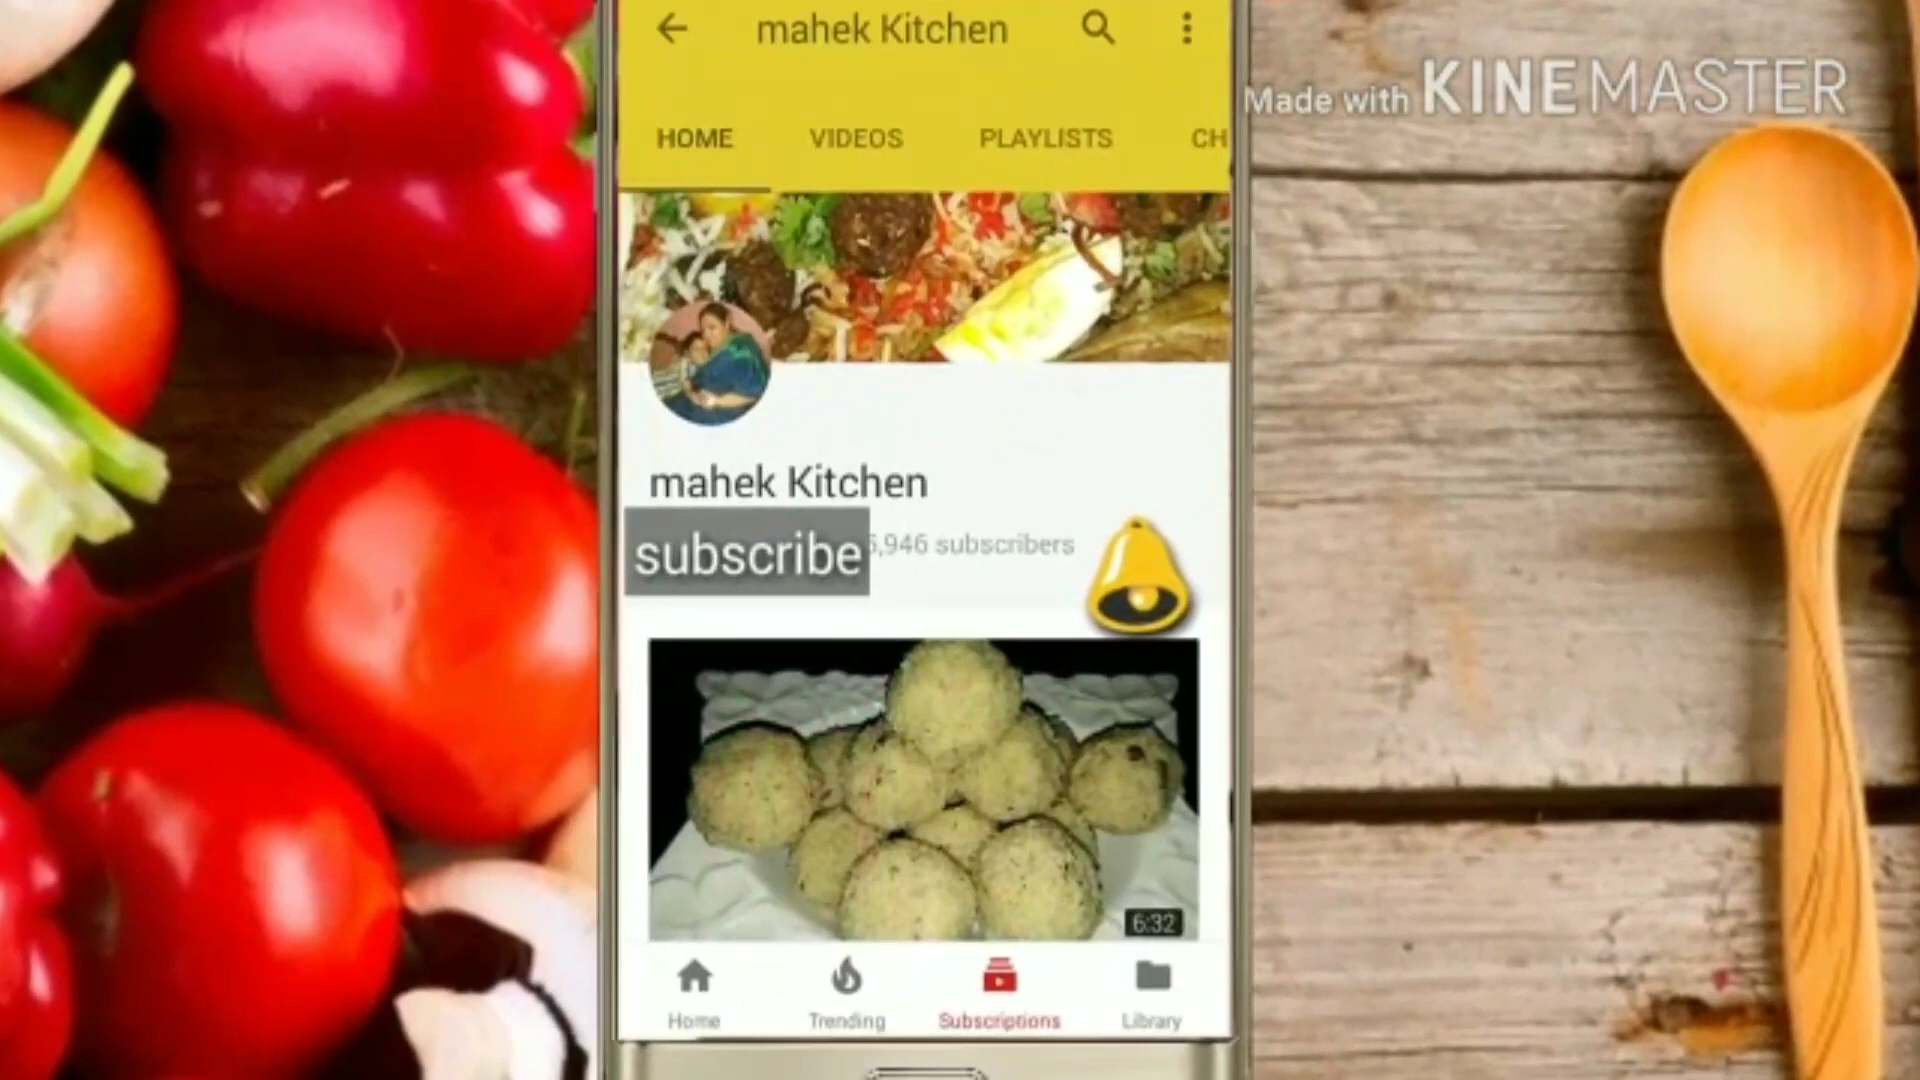 mahek Kitchen
Made with KINEMASTER
HOME VIDEOS PLAYLISTS CH
mahek Kitchen
subscribe
,946 subscribers
6:32
Home Trending Subscriptions Library